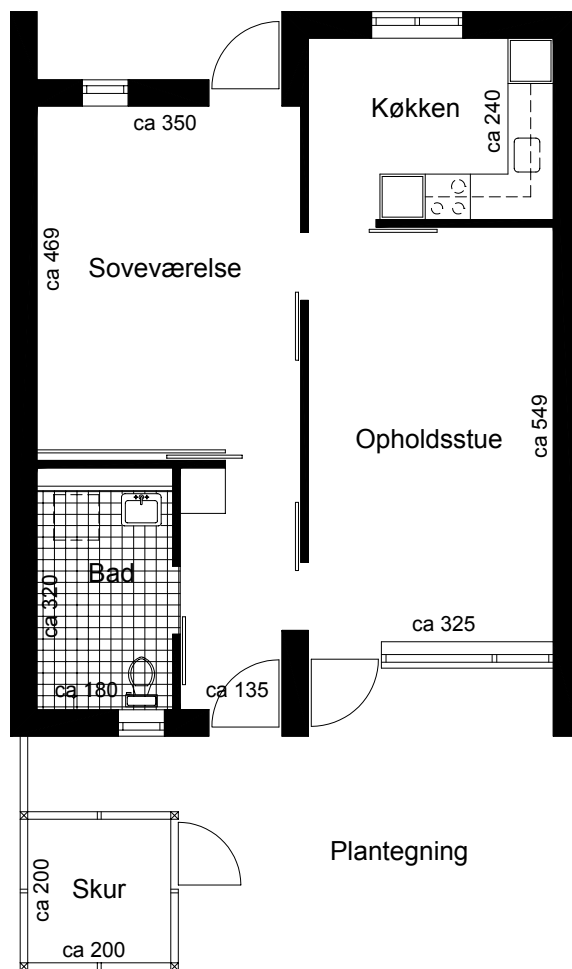 Køkken
ca 240
ca 350
ca 469
Soveværelse
Opholdsstue
ca 549
Bad
ca 320
ca 325
ca 180
ca 135
Plantegning
Skur
ca 200
ca 200